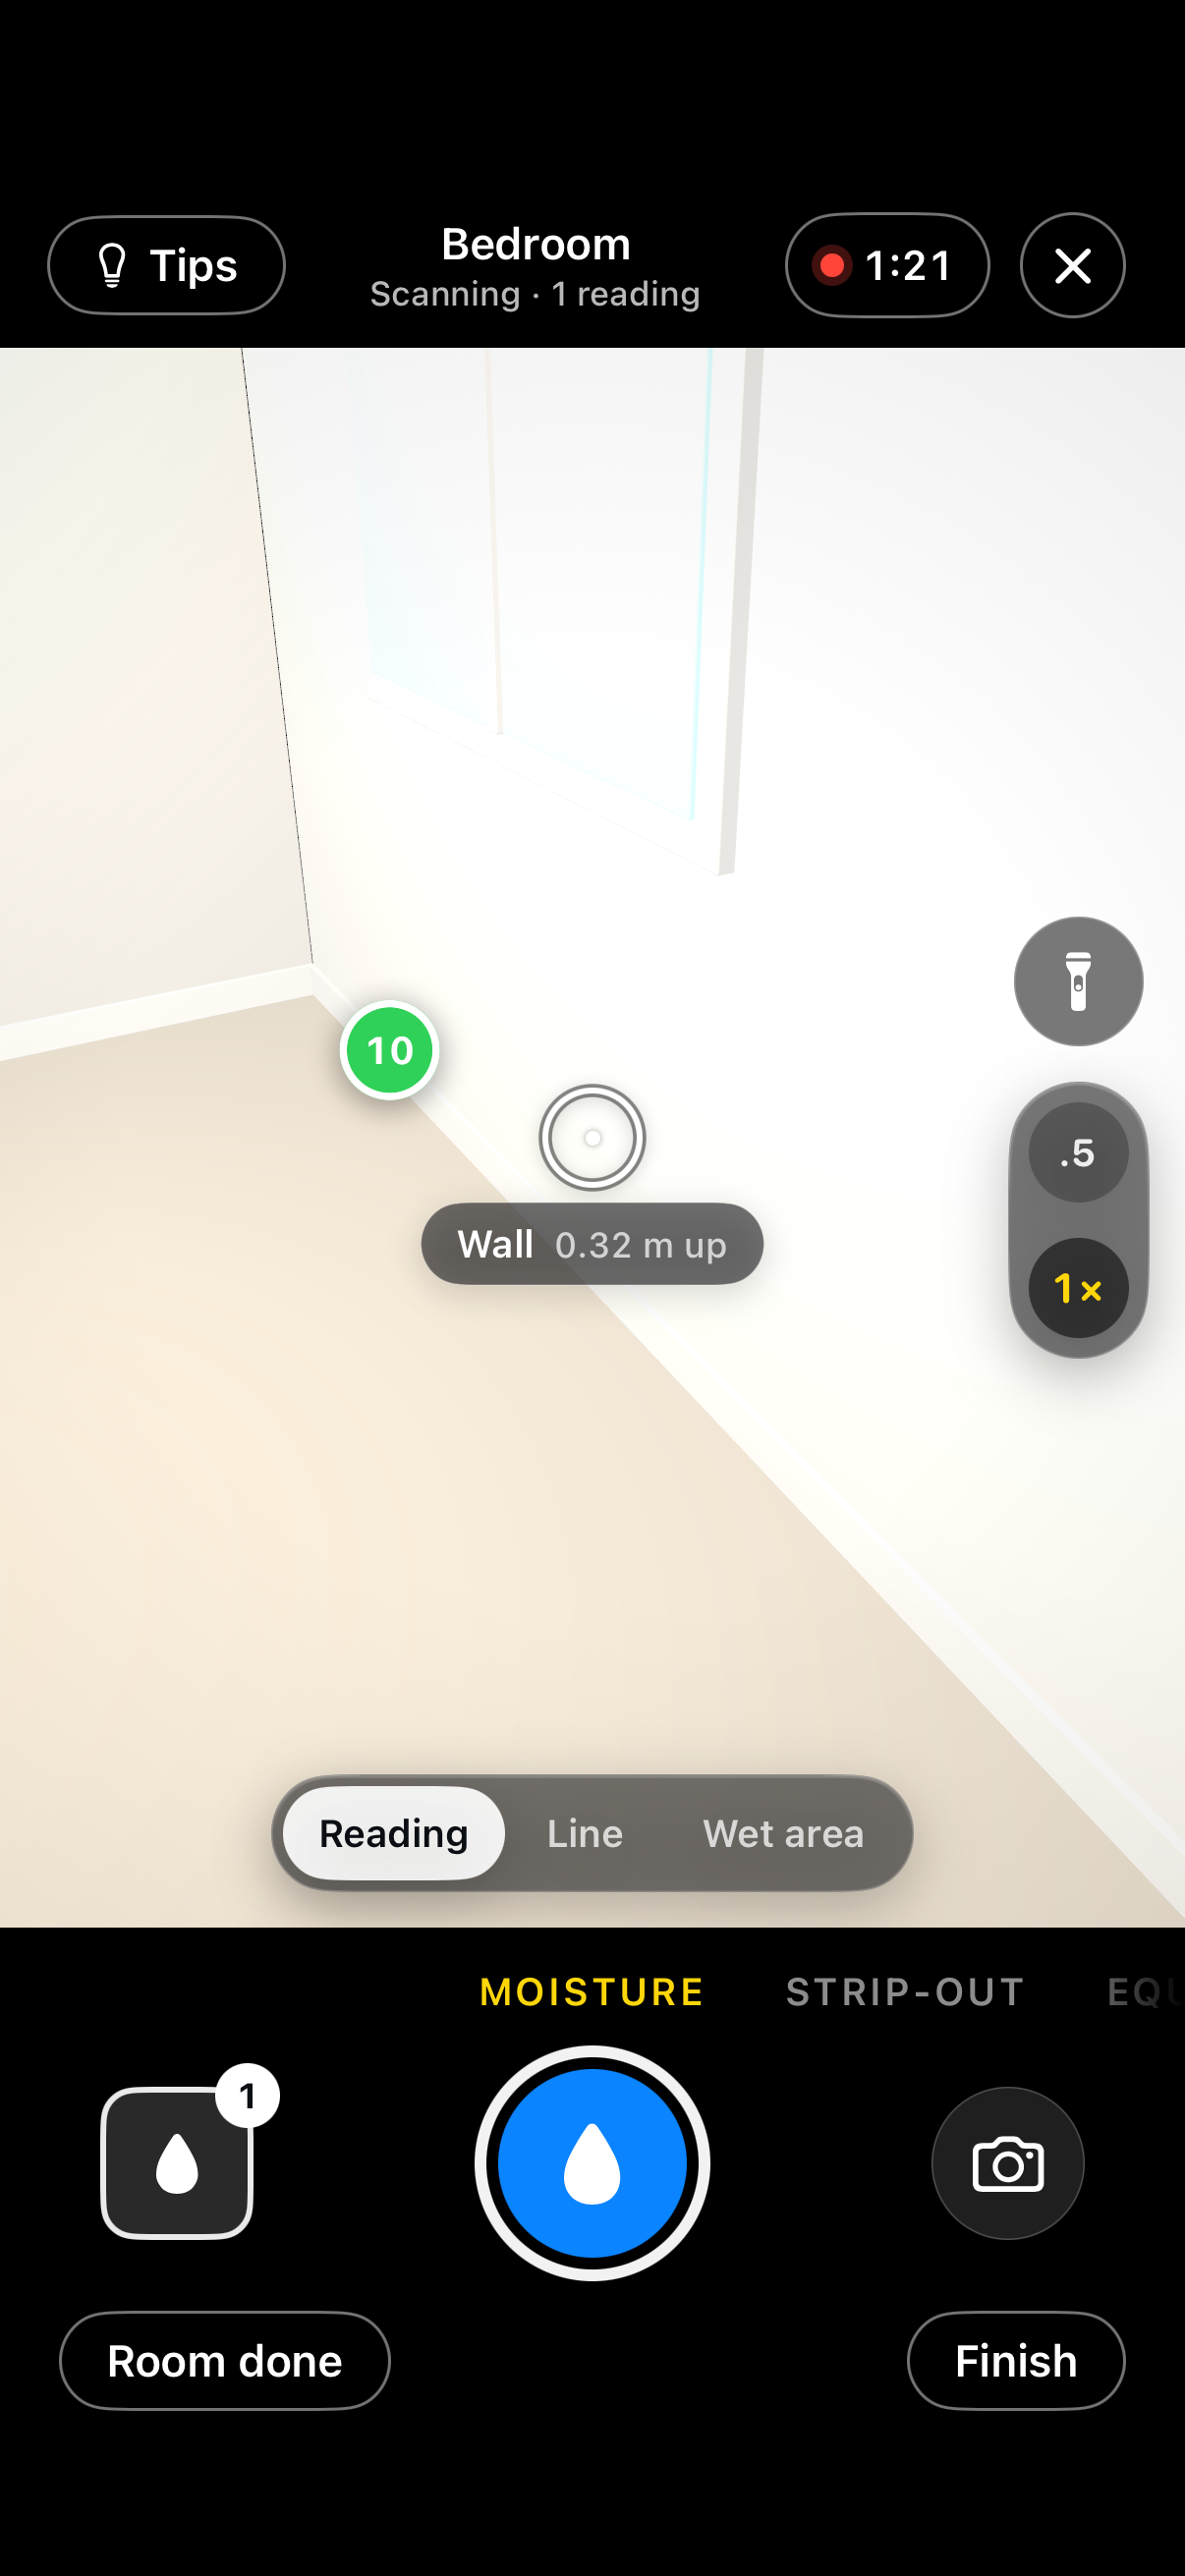 Tips
Bedroom
Scanning · 1 reading
1:21
10
Wall 0.32 m up
.5
1×
Reading Line Wet area
MOISTURE STRIP-OUT
1
Room done
Finish